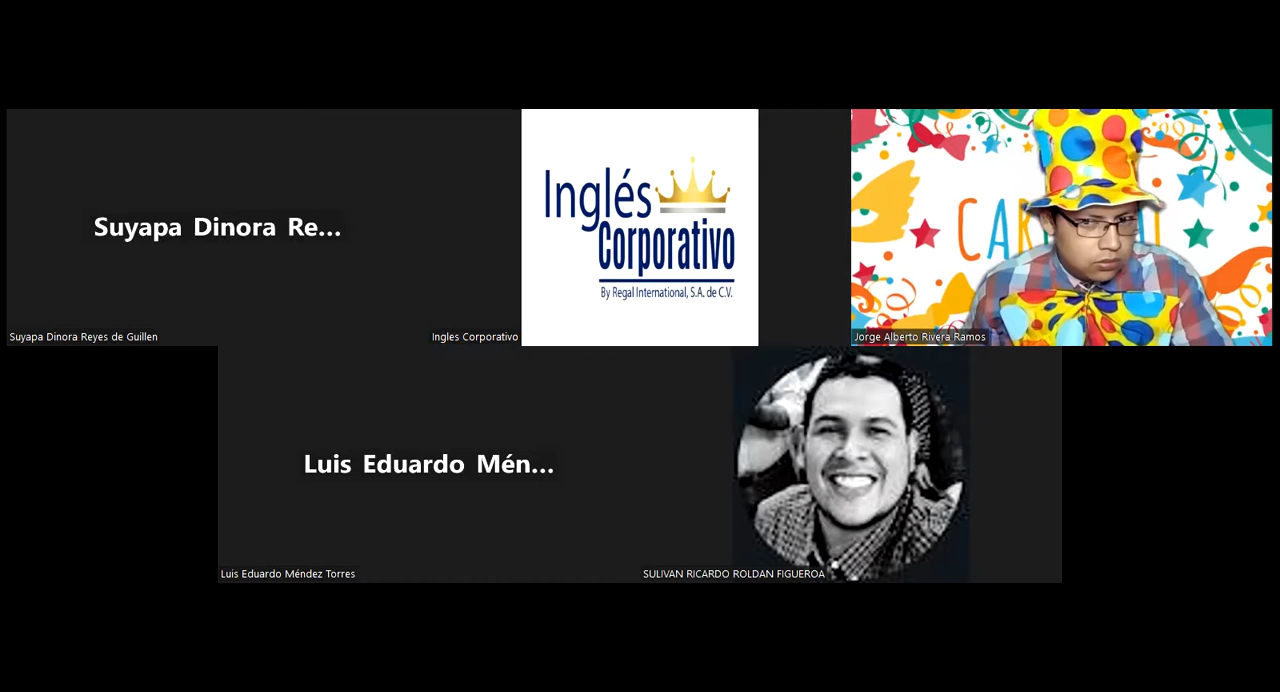 Suyapa Dinora Re...
Suyapa Dinora Reyes de Guillen
Inglés
Corporativo
By Regal International, S.A. de C.V.
Ingles Corporativo
Jorge Alberto Rivera Ramos
Luis Eduardo Mén...
Luis Eduardo Méndez Torres
SULIVAN RICARDO ROLDAN FIGUEROA